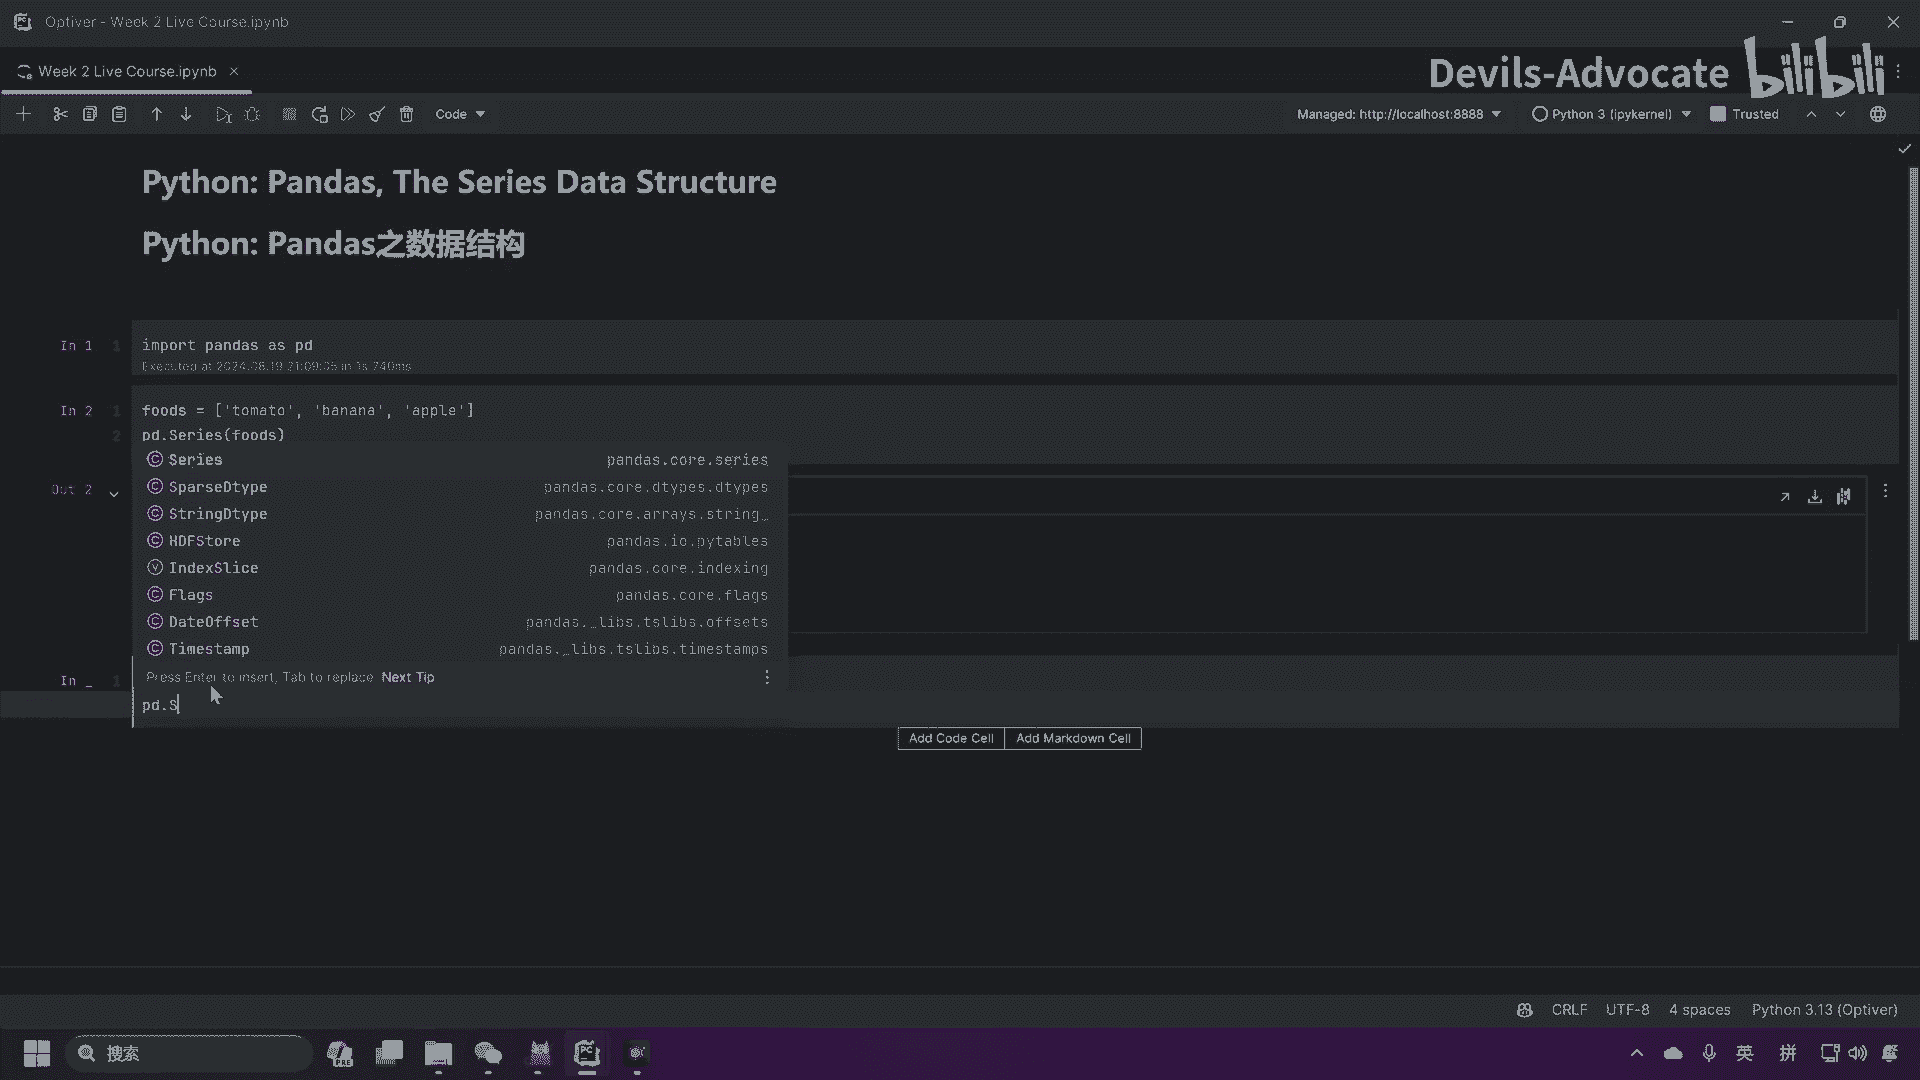 Optiver - Week 2 Live Course.ipynb
Week 2 Live Course.ipynb
Devils-Advocate bilibili
Code
Managed: http://localhost:8888
Python 3 (ipykernel)
Trusted
Python: Pandas, The Series Data Structure
Python: Pandas之数据结构
In 1
1 import pandas as pd
Executed at 2024.08.19 21:09:05 in 1s 240ms
In 2
1 foods = ['tomato', 'banana', 'apple']
2 pd.Series(foods)
Series pandas.core.series
Out 2
SparseDtype pandas.core.dtypes.dtypes
StringDtype pandas.core.arrays.string_
HDFStore pandas.io.pytables
IndexSlice pandas.core.indexing
Flags pandas.core.flags
DateOffset pandas._libs.tslibs.offsets
Timestamp pandas._libs.tslibs.timestamps
In _ 1
Press Enter to insert, Tab to replace Next Tip
pd.S
Add Code Cell Add Markdown Cell
CRLF UTF-8 4 spaces Python 3.13 (Optiver)
搜索
PRE
PC
英 拼